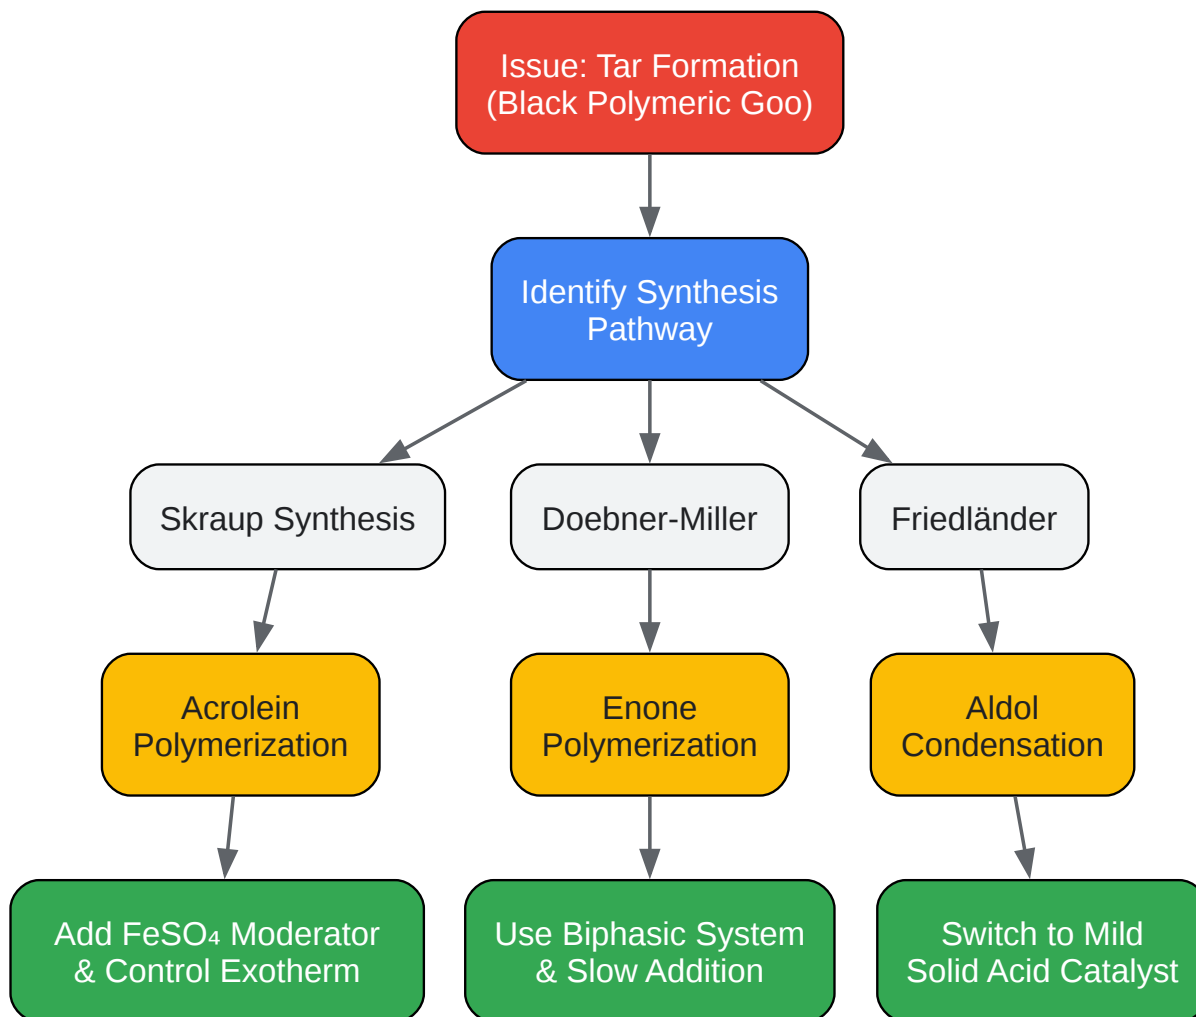 Issue: Tar Formation
(Black Polymeric Goo)
Identify Synthesis
Pathway
Skraup Synthesis
Doebner-Miller
Friedländer
Acrolein
Polymerization
Enone
Polymerization
Aldol
Condensation
Add FeSO₄ Moderator
& Control Exotherm
Use Biphasic System
& Slow Addition
Switch to Mild
Solid Acid Catalyst